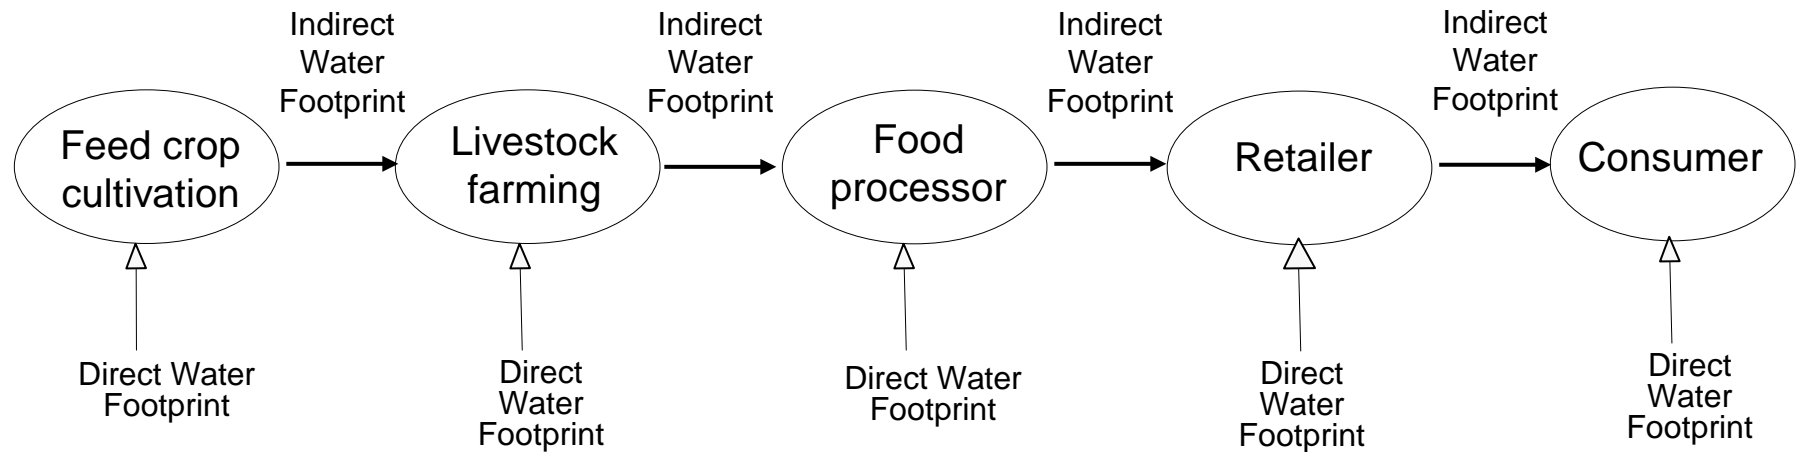 Indirect
Water
Footprint
Indirect
Water
Footprint
Indirect
Water
Footprint
Indirect
Water
Footprint
Feed crop
cultivation
Livestock
farming
Food
processor
Retailer
Consumer
Direct Water
Footprint
Direct
Water
Footprint
Direct Water
Footprint
Direct
Water
Footprint
Direct
Water
Footprint